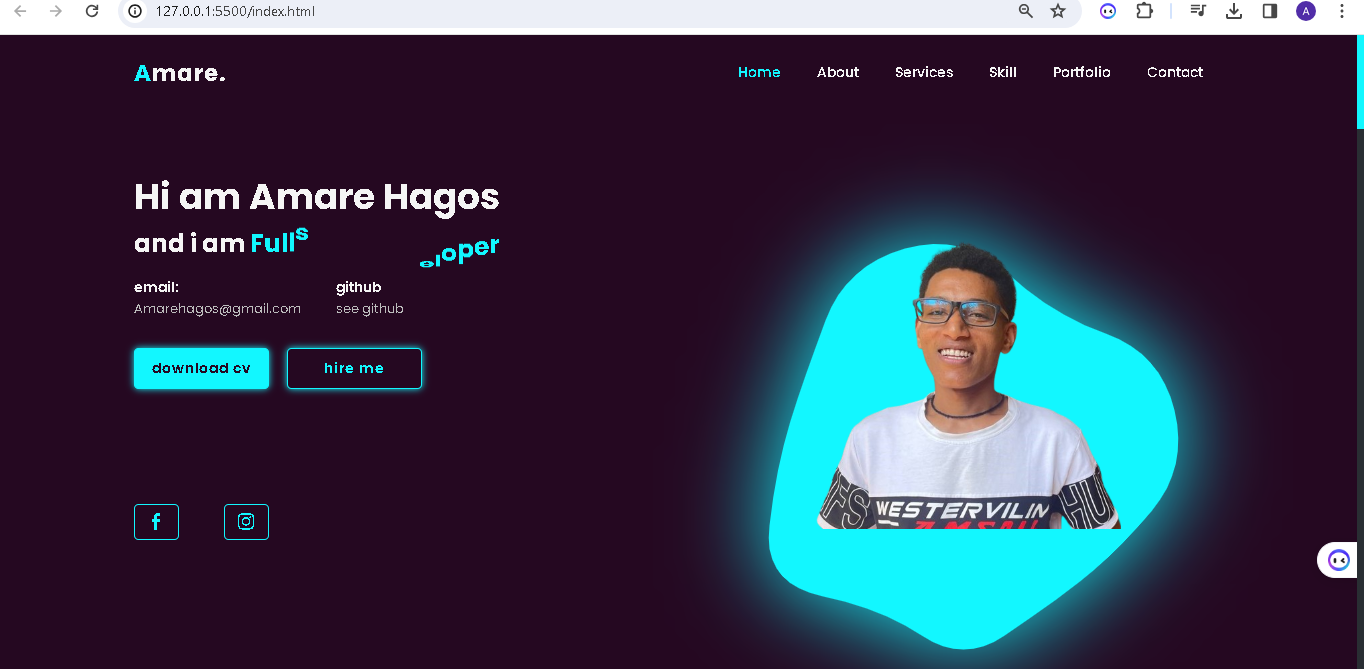 127.0.0.1:5500/index.html
A
Amare.
Home About Services Skill Portfolio Contact
Hi am Amare Hagos
and i am Fulls eloper
email: github
Amarehagos@gmail.com see github
download cv hire me
WESTERVILIN